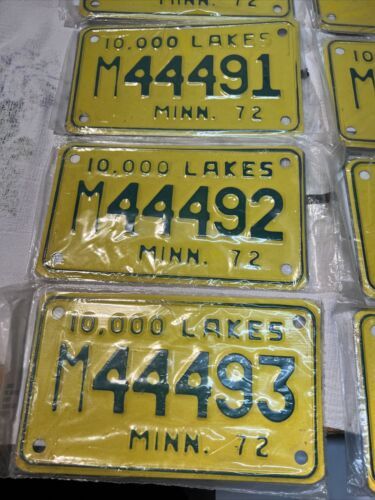 MINN. 72
10,000 LAKES
M44491
MINN. 72
10
M
10,000 LAKES
M44492
MINN. 72
10,000 LAKES
M44493
MINN. 72